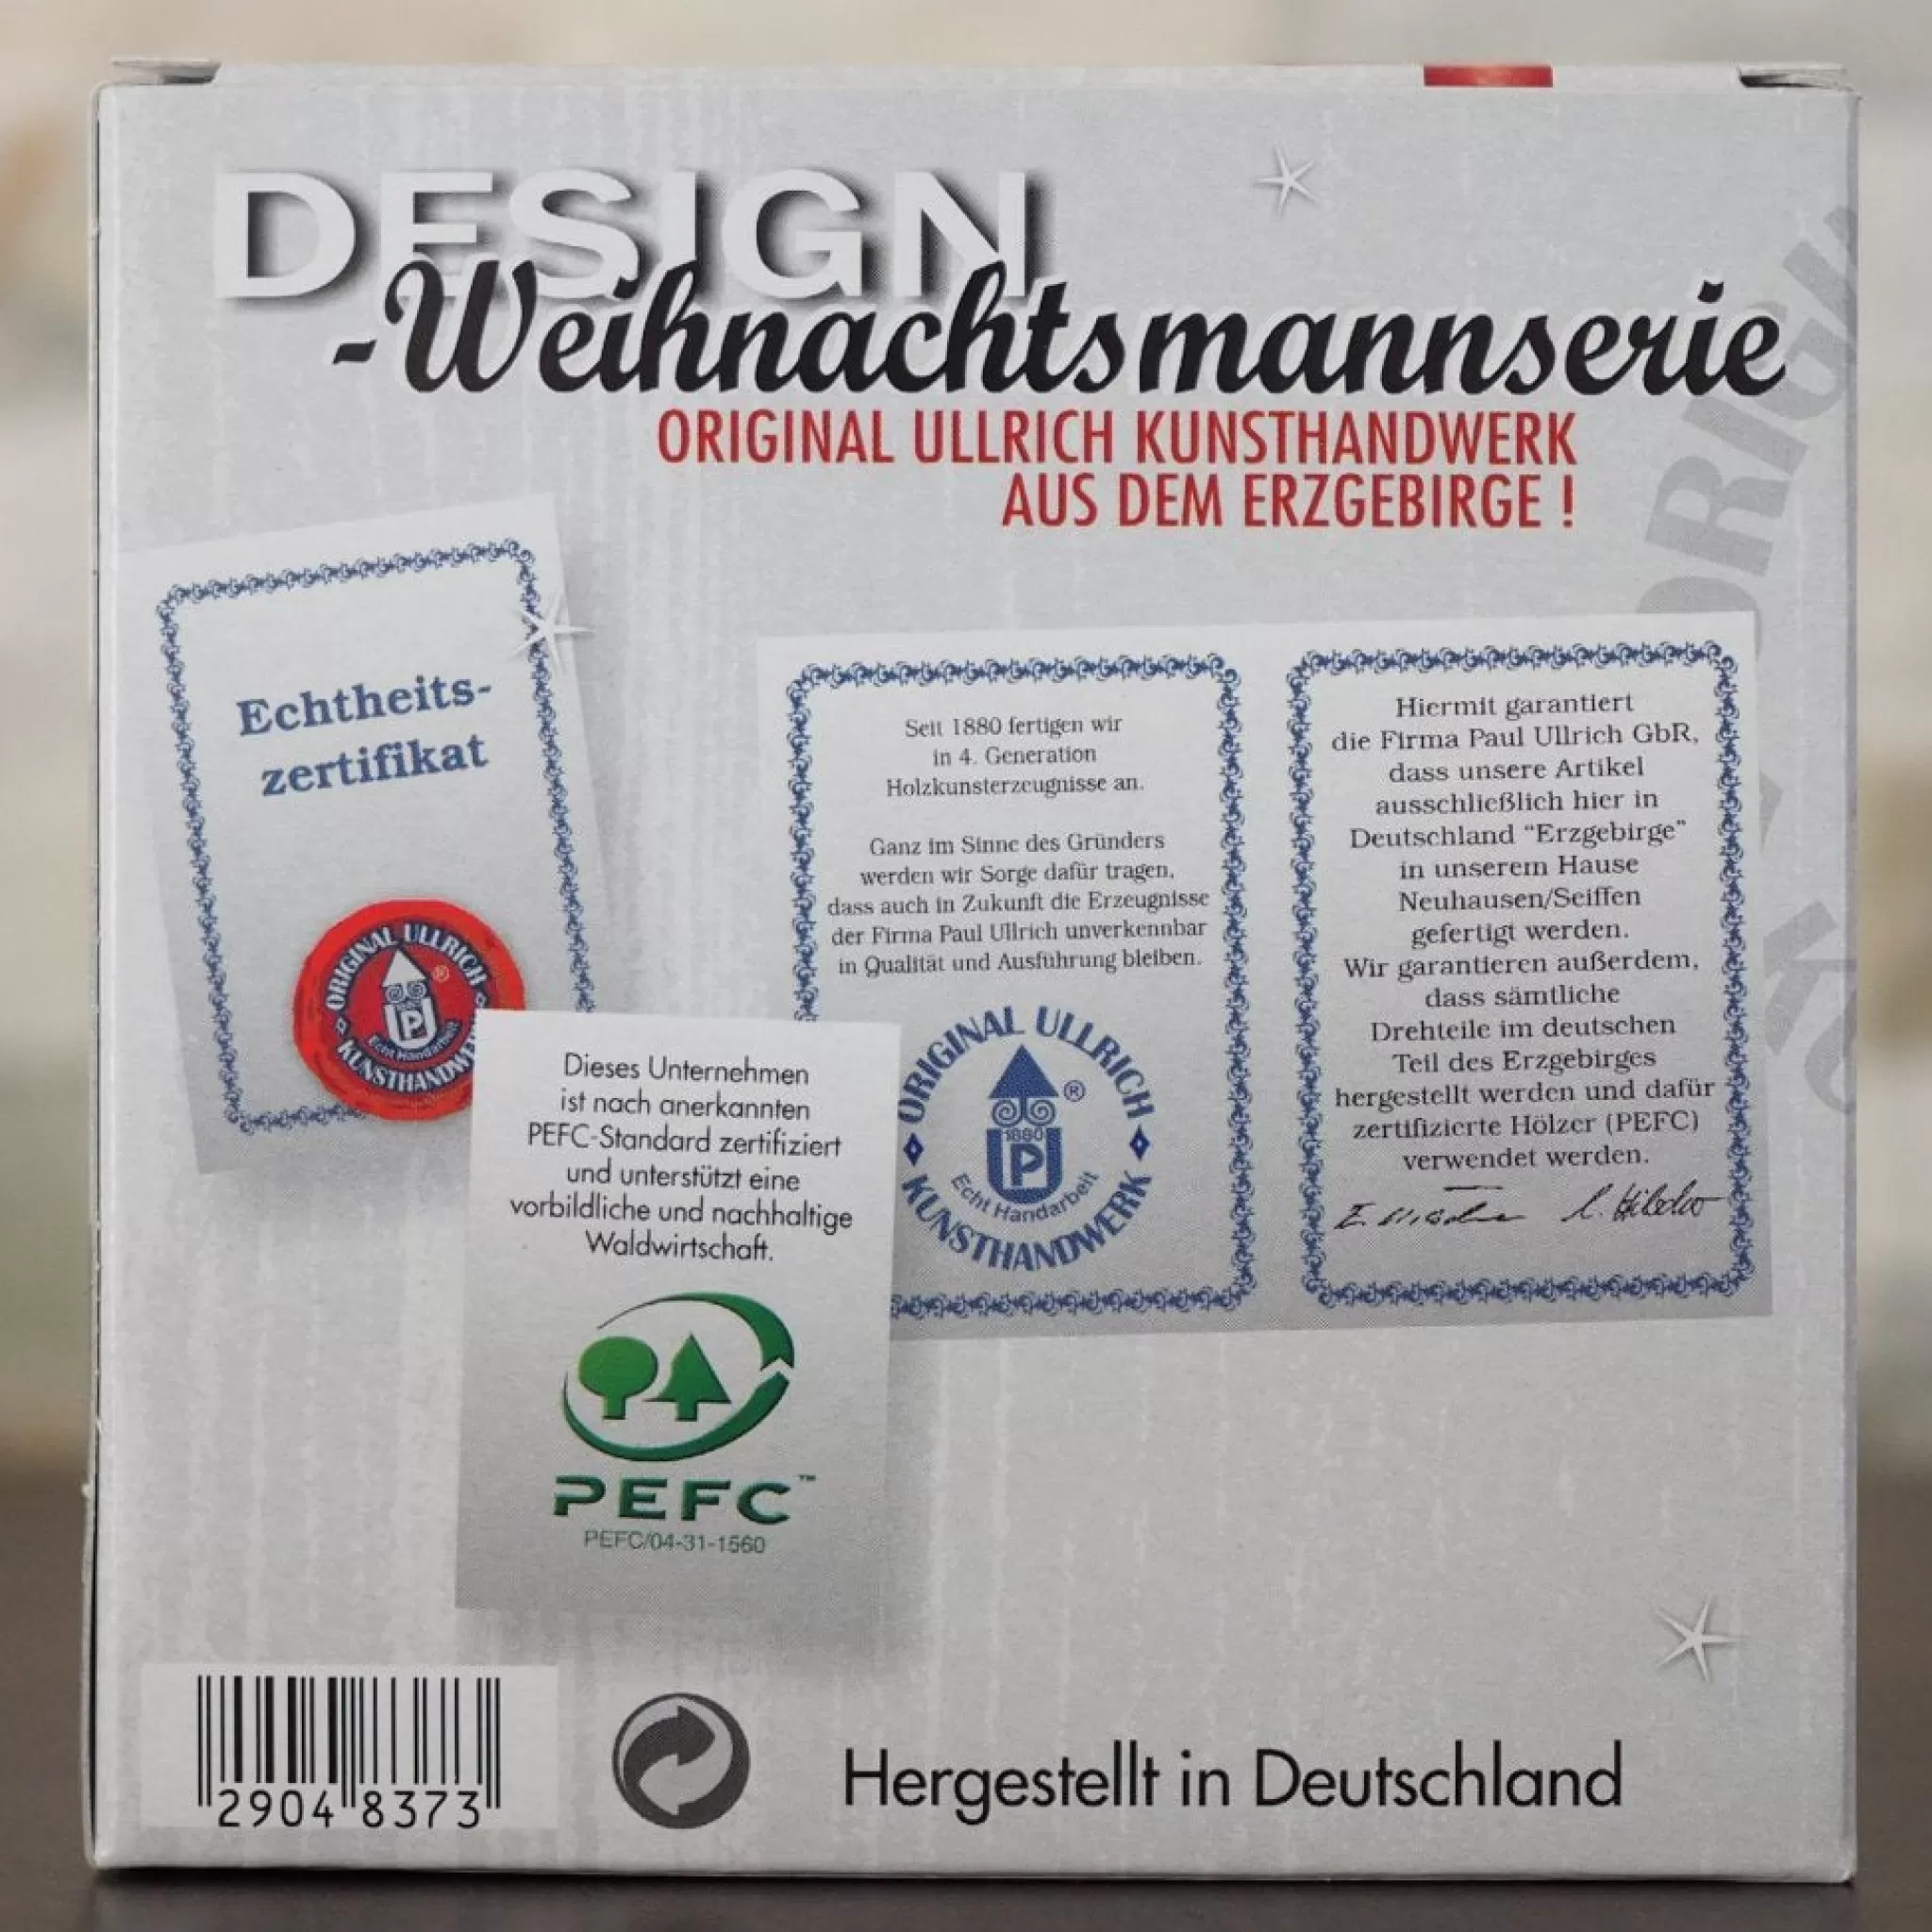 DESIGN
-Weihnachtsmannserie
ORIGINAL ULLRICH KUNSTHANDWERK
AUS DEM ERZGEBIRGE !
Echtheits-
zertifikat
ORIGINAL ULLRICH
®
P
Echt Handarbeit
Dieses Unternehmen
ist nach anerkannten
PEFC-Standard zertifiziert
und unterstützt eine
vorbildliche und nachhaltige
Waldwirtschaft.
PEFC™
PEFC/04-31-1560
Seit 1880 fertigen wir
in 4. Generation
Holzkunsterzeugnisse an.
Ganz im Sinne des Gründers
werden wir Sorge dafür tragen,
dass auch in Zukunft die Erzeugnisse
der Firma Paul Ullrich unverkennbar
in Qualität und Ausführung bleiben.
ORIGINAL ULLRICH
®
1880
P
Echt Handarbeit
KUNSTHANDWERK
Hiermit garantiert
die Firma Paul Ullrich GbR,
dass unsere Artikel
ausschließlich hier in
Deutschland "Erzgebirge"
in unserem Hause
Neuhausen/Seiffen
gefertigt werden.
Wir garantieren außerdem,
dass sämtliche
Drehteile im deutschen
Teil des Erzgebirges
hergestellt werden und dafür
zertifizierte Hölzer (PEFC)
verwendet werden.
2904 8373
Hergestellt in Deutschland